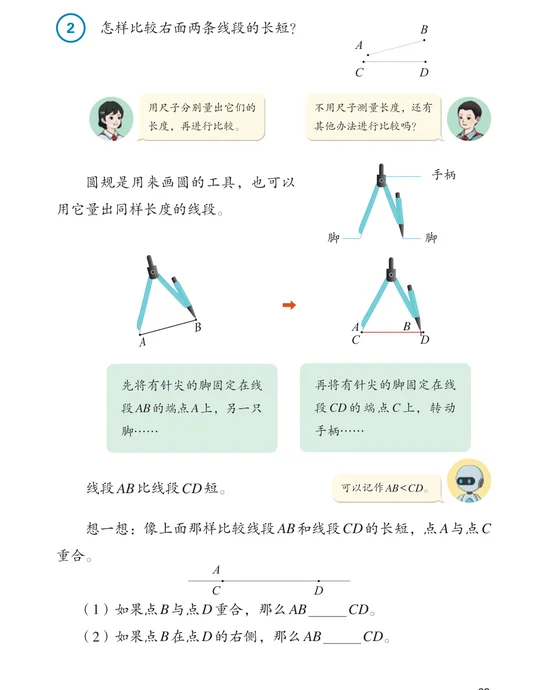 2 怎样比较右面两条线段的长短?
A
B
C
D
用尺子分别量出它们的
长度，再进行比较。
不用尺子测量长度，还有
其他办法进行比较吗?
圆规是用来画圆的工具，也可以
用它量出同样长度的线段。
手柄
脚
脚
A
B
A
B
C
D
先将有针尖的脚固定在线
段AB的端点A上，另一只
脚……
再将有针尖的脚固定在线
段CD的端点C上，转动
手柄……
线段AB比线段CD短。
可以记作AB<CD。
想一想：像上面那样比较线段AB和线段CD的长短，点A与点C
重合。
A
C
D
（1）如果点B与点D重合，那么AB_____CD。
（2）如果点B在点D的右侧，那么AB_____CD。